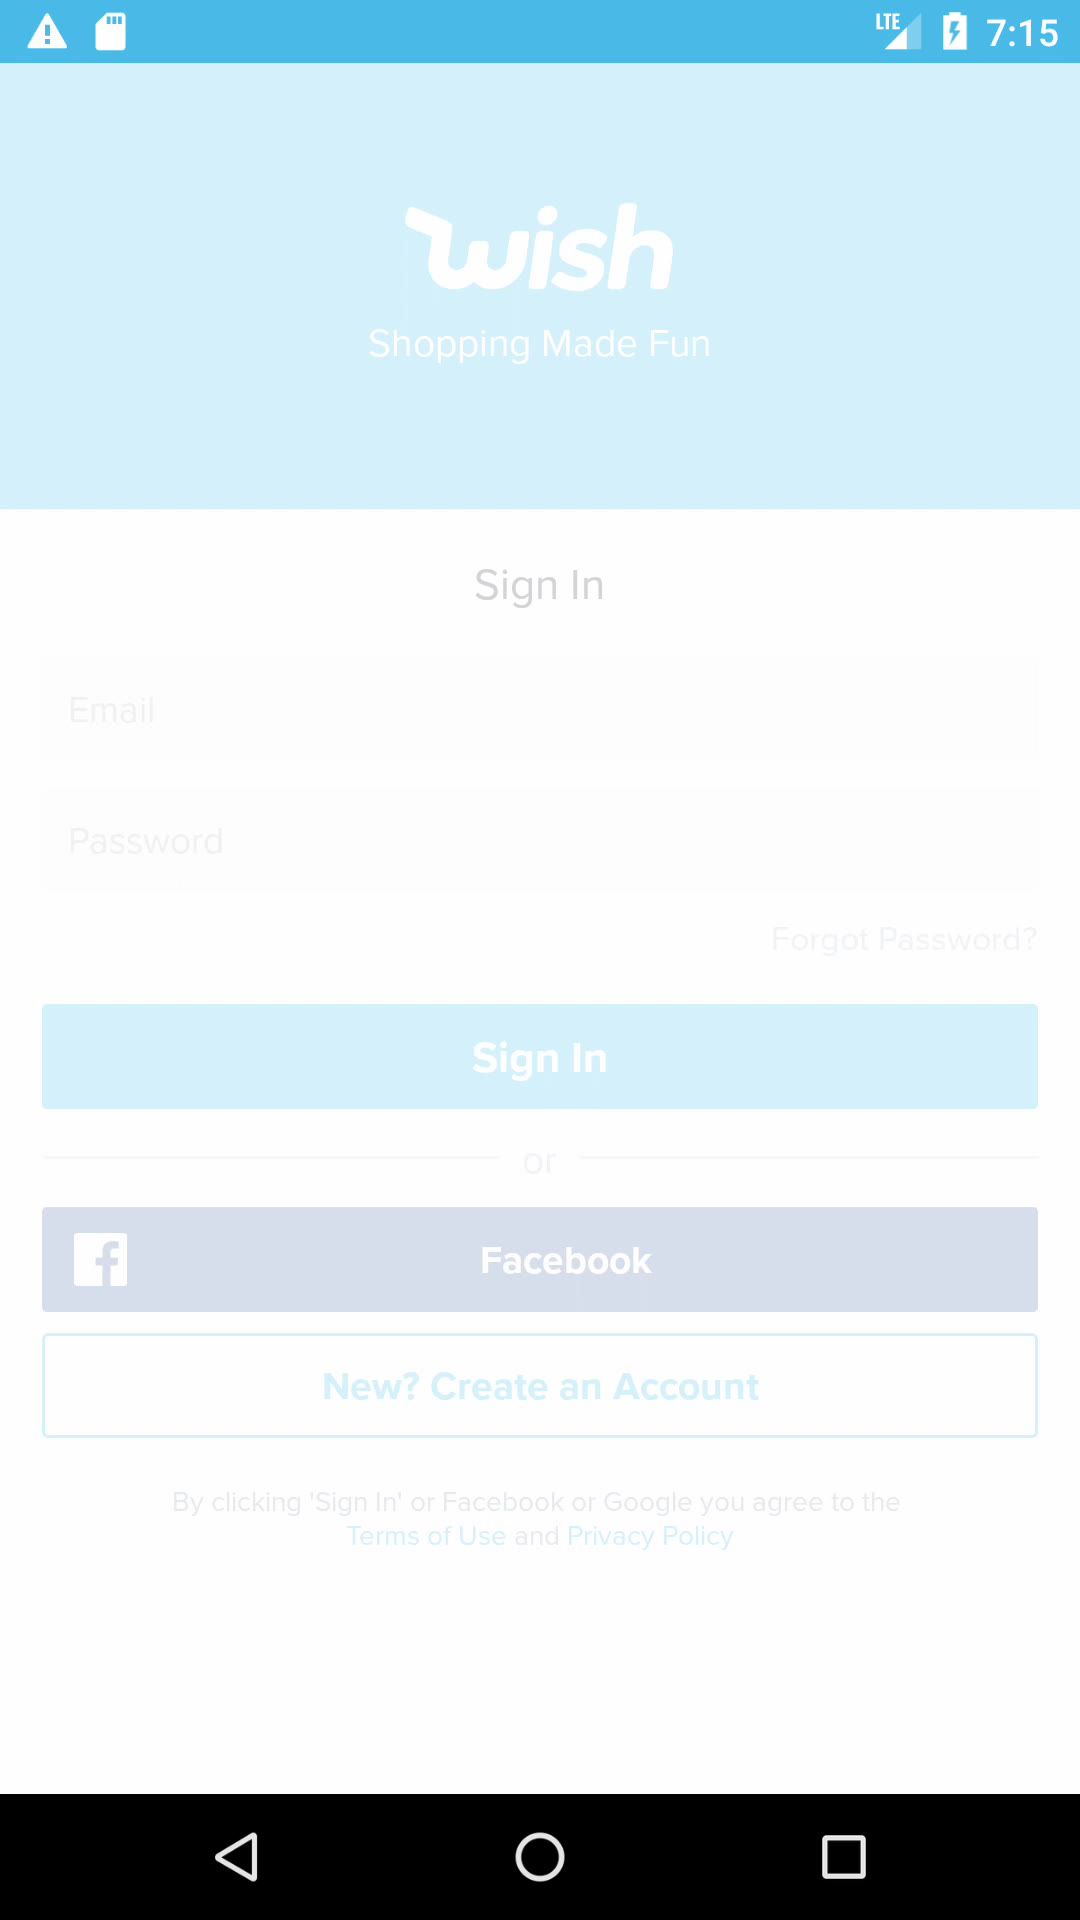 LTE 7:15
wish
Shopping Made Fun
Sign In
Email
Password
Forgot Password?
Sign In
or
Facebook
New? Create an Account
By clicking 'Sign In' or Facebook or Google you agree to the
Terms of Use and Privacy Policy